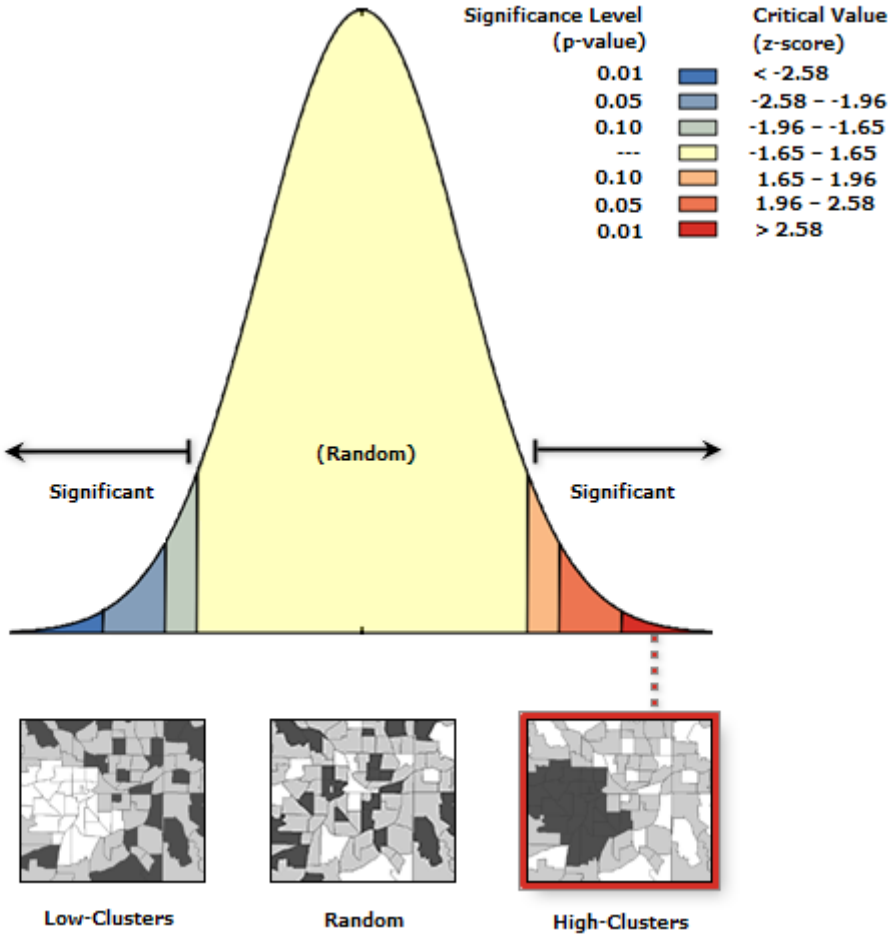 Significance Level (p-value) Critical Value (z-score)
0.01 < -2.58
0.05 -2.58 – -1.96
0.10 -1.96 – -1.65
--- -1.65 – 1.65
0.10 1.65 – 1.96
0.05 1.96 – 2.58
0.01 > 2.58
(Random)
Significant Significant
Low-Clusters Random High-Clusters